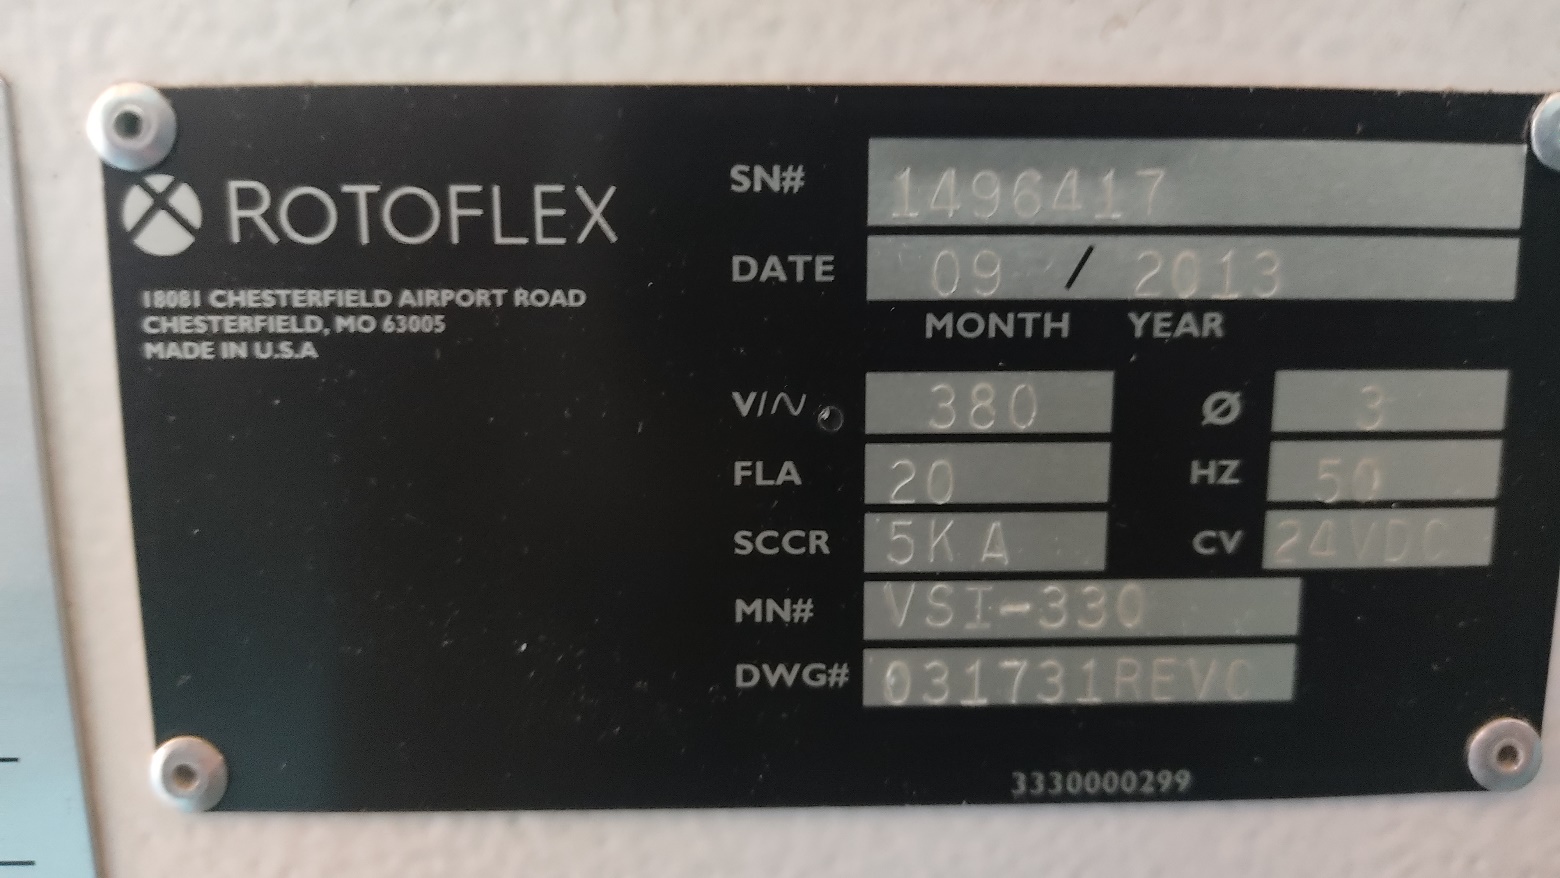 ROTOFLEX
18081 CHESTERFIELD AIRPORT ROAD
CHESTERFIELD, MO 63005
MADE IN U.S.A
SN# 1496417
DATE 09 / 2013
MONTH YEAR
V/∿ 380 Ø 3
FLA 20 HZ 50
SCCR 5KA CV 24VDC
MN# VSI-330
DWG# 031731REVC
3330000299